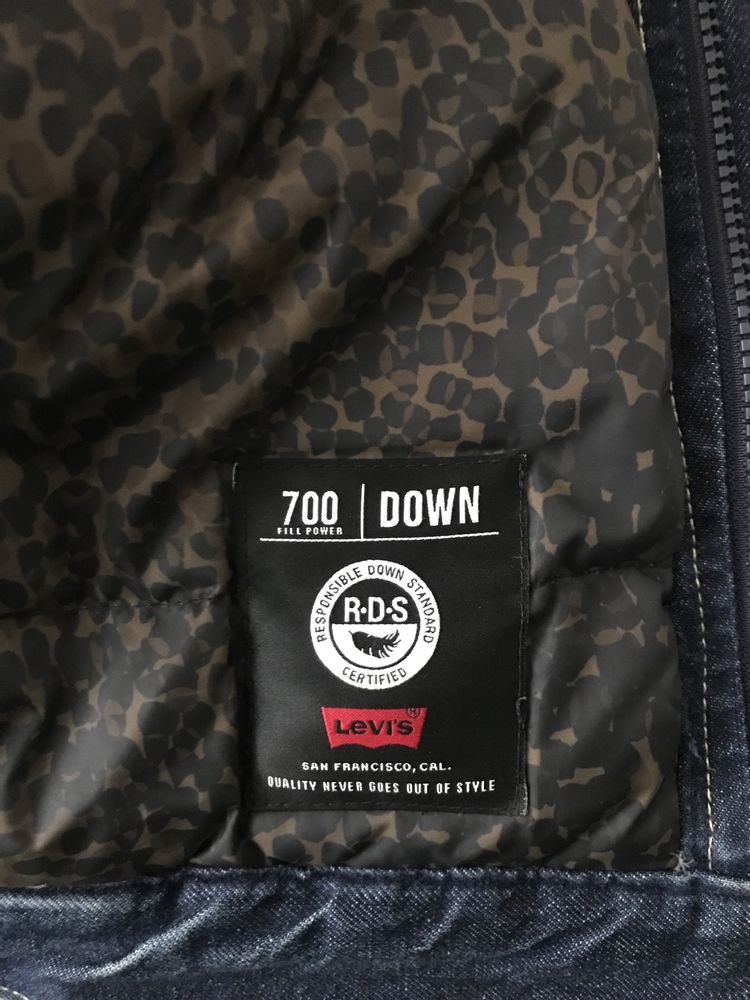 700 | DOWN
FILL POWER
RESPONSIBLE DOWN STANDARD
R·D·S
CERTIFIED
LEVI'S®
SAN FRANCISCO, CAL.
QUALITY NEVER GOES OUT OF STYLE